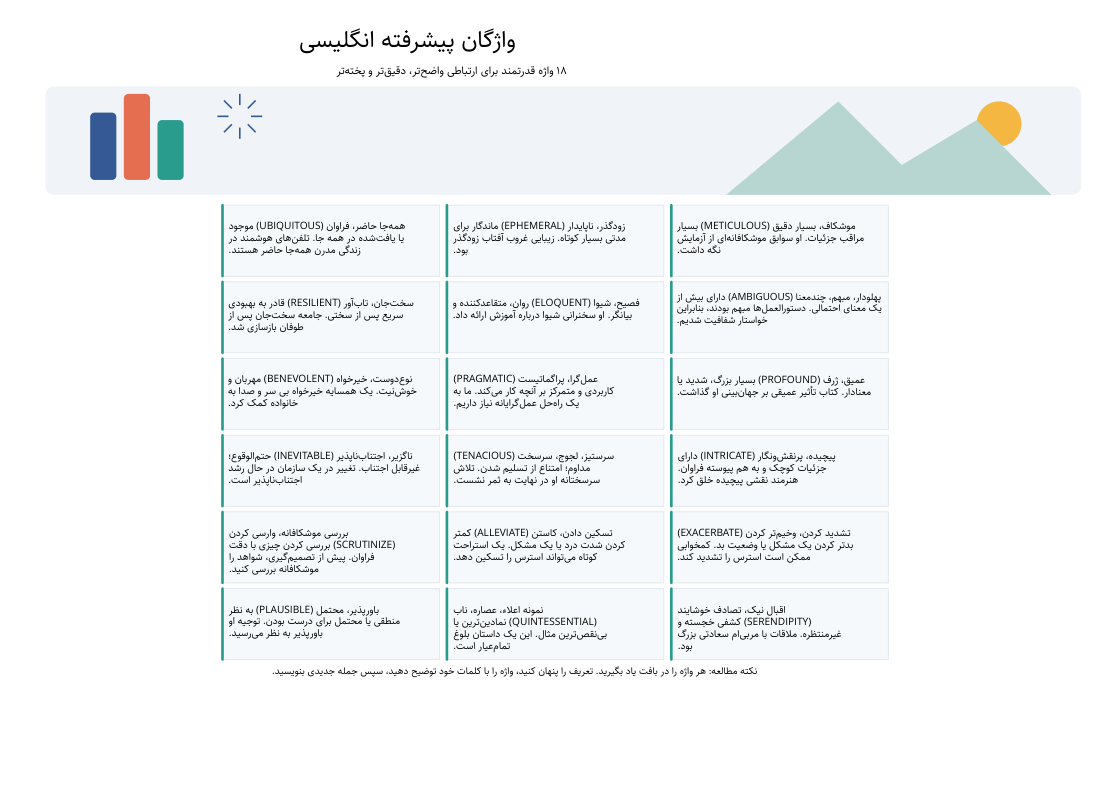 واژگان پیشرفته انگلیسی
۱۸ واژه قدرتمند برای ارتباطی واضح‌تر، دقیق‌تر و پخته‌تر
موشکاف، بسیار دقیق (METICULOUS) بسیار
مراقب جزئیات. او سوابق موشکافانه‌ای از آزمایش
نگه داشت.
زودگذر، ناپایدار (EPHEMERAL) ماندگار برای
مدتی بسیار کوتاه. زیبایی غروب آفتاب زودگذر
بود.
همه‌جا حاضر، فراوان (UBIQUITOUS) موجود
یا یافت‌شده در همه جا. تلفن‌های هوشمند در
زندگی مدرن همه‌جا حاضر هستند.
پهلودار، مبهم، چندمعنا (AMBIGUOUS) دارای بیش از
یک معنای احتمالی. دستورالعمل‌ها مبهم بودند، بنابراین
خواستار شفافیت شدیم.
فصیح، شیوا (ELOQUENT) روان، متقاعدکننده و
بیانگر. او سخنرانی شیوا درباره آموزش ارائه داد.
سخت‌جان، تاب‌آور (RESILIENT) قادر به بهبودی
سریع پس از سختی. جامعه سخت‌جان پس از
طوفان بازسازی شد.
عمیق، ژرف (PROFOUND) بسیار بزرگ، شدید یا
معنادار. کتاب تأثیر عمیقی بر جهان‌بینی او گذاشت.
عمل‌گرا، پراگماتیست (PRAGMATIC)
کاربردی و متمرکز بر آنچه کار می‌کند. ما به
یک راه‌حل عمل‌گرایانه نیاز داریم.
نوع‌دوست، خیرخواه (BENEVOLENT) مهربان و
خوش‌نیت. یک همسایه خیرخواه بی سر و صدا به
خانواده کمک کرد.
پیچیده، پرنقش‌ونگار (INTRICATE) دارای
جزئیات کوچک و به هم پیوسته فراوان.
هنرمند نقشی پیچیده خلق کرد.
سرستیز، لجوج، سرسخت (TENACIOUS)
مداوم؛ امتناع از تسلیم شدن. تلاش
سرسختانه او در نهایت به ثمر نشست.
ناگزیر، اجتناب‌ناپذیر (INEVITABLE) حتم‌الوقوع؛
غیرقابل اجتناب. تغییر در یک سازمان در حال رشد
اجتناب‌ناپذیر است.
تشدید کردن، وخیم‌تر کردن (EXACERBATE)
بدتر کردن یک مشکل یا وضعیت بد. کمخوابی
ممکن است استرس را تشدید کند.
تسکین دادن، کاستن (ALLEVIATE) کمتر
کردن شدت درد یا یک مشکل. یک استراحت
کوتاه می‌تواند استرس را تسکین دهد.
بررسی موشکافانه، وارسی کردن
(SCRUTINIZE) بررسی کردن چیزی با دقت
فراوان. پیش از تصمیم‌گیری، شواهد را
موشکافانه بررسی کنید.
اقبال نیک، تصادف خوشایند
(SERENDIPITY) کشفی خجسته و
غیرمنتظره. ملاقات با مربی‌ام سعادتی بزرگ
بود.
نمونه اعلاء، عصاره، ناب
(QUINTESSENTIAL) نمادین‌ترین یا
بی‌نقص‌ترین مثال. این یک داستان بلوغ
تمام‌عیار است.
باورپذیر، محتمل (PLAUSIBLE) به نظر
منطقی یا محتمل برای درست بودن. توجیه او
باورپذیر به نظر می‌رسید.
نکته مطالعه: هر واژه را در بافت یاد بگیرید. تعریف را پنهان کنید، واژه را با کلمات خود توضیح دهید، سپس جمله جدیدی بنویسید.